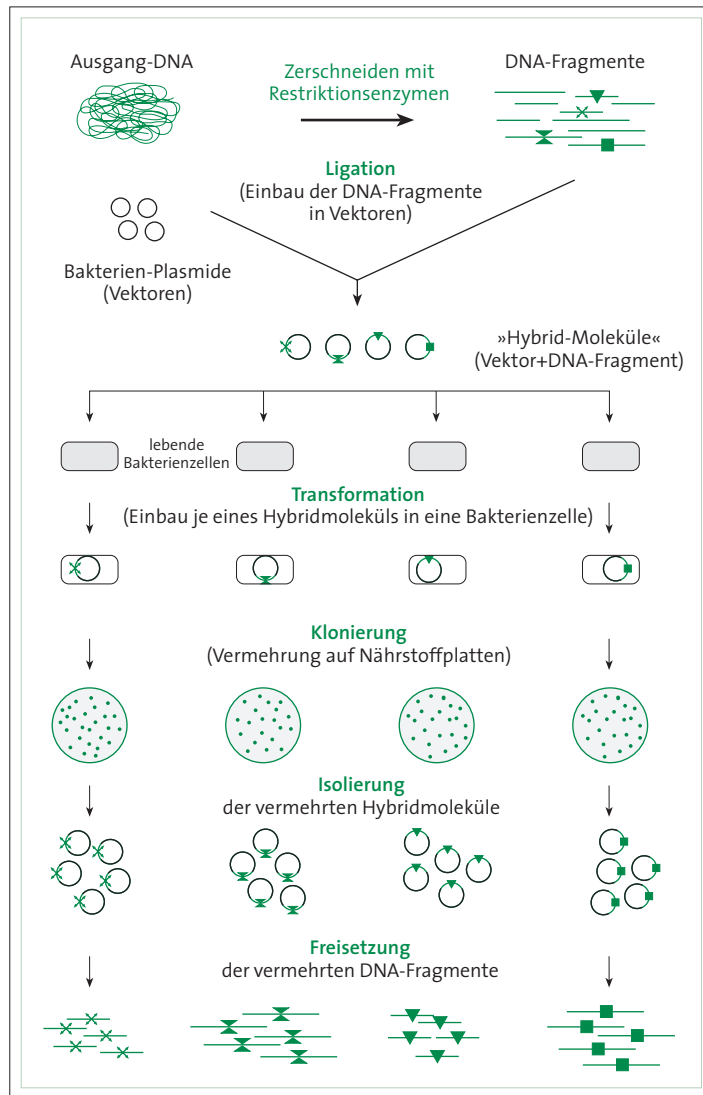 Ausgang-DNA
Zerschneiden mit
Restriktionsenzymen
DNA-Fragmente
Ligation
(Einbau der DNA-Fragmente
in Vektoren)
Bakterien-Plasmide
(Vektoren)
»Hybrid-Moleküle«
(Vektor+DNA-Fragment)
lebende
Bakterienzellen
Transformation
(Einbau je eines Hybridmoleküls in eine Bakterienzelle)
Klonierung
(Vermehrung auf Nährstoffplatten)
Isolierung
der vermehrten Hybridmoleküle
Freisetzung
der vermehrten DNA-Fragmente